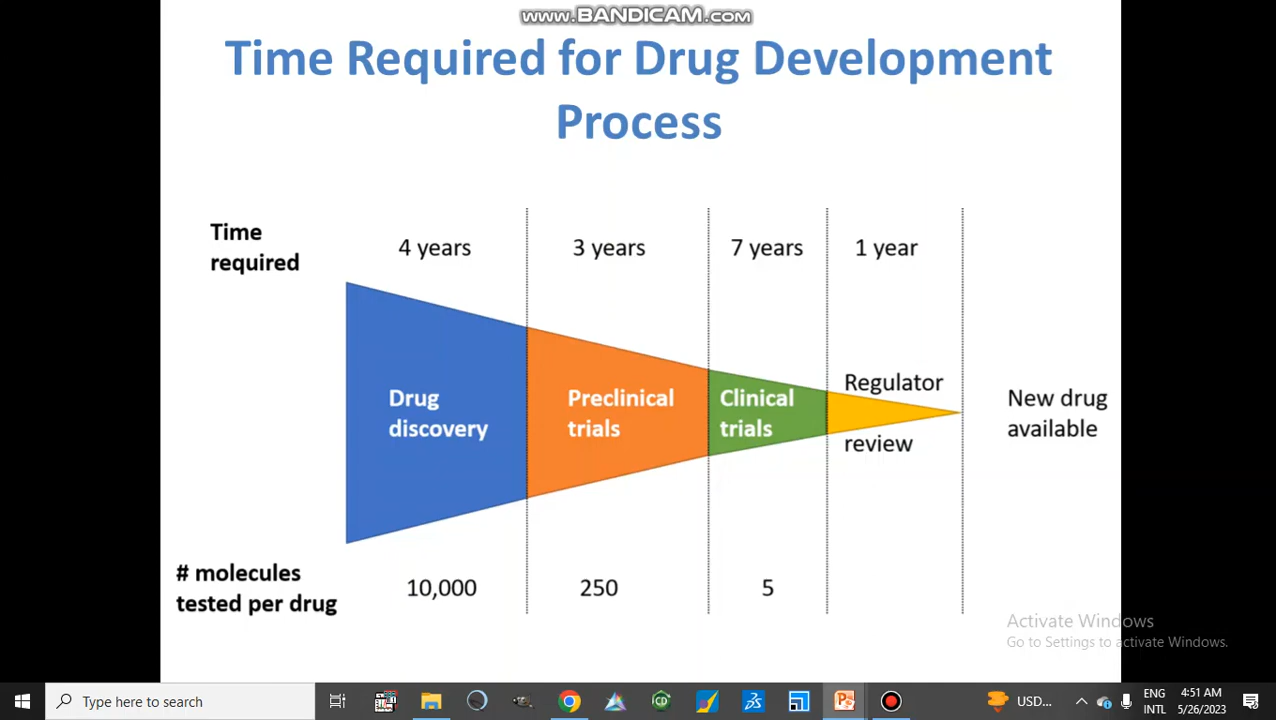 www.BANDICAM.com
Time Required for Drug Development
Process
Time
required
4 years
3 years
7 years
1 year
Drug
discovery
Preclinical
trials
Clinical
trials
Regulator
review
New drug
available
# molecules
tested per drug
10,000
250
5
Activate Windows
Go to Settings to activate Windows.
Type here to search
USD...
ENG
INTL
4:51 AM
5/26/2023